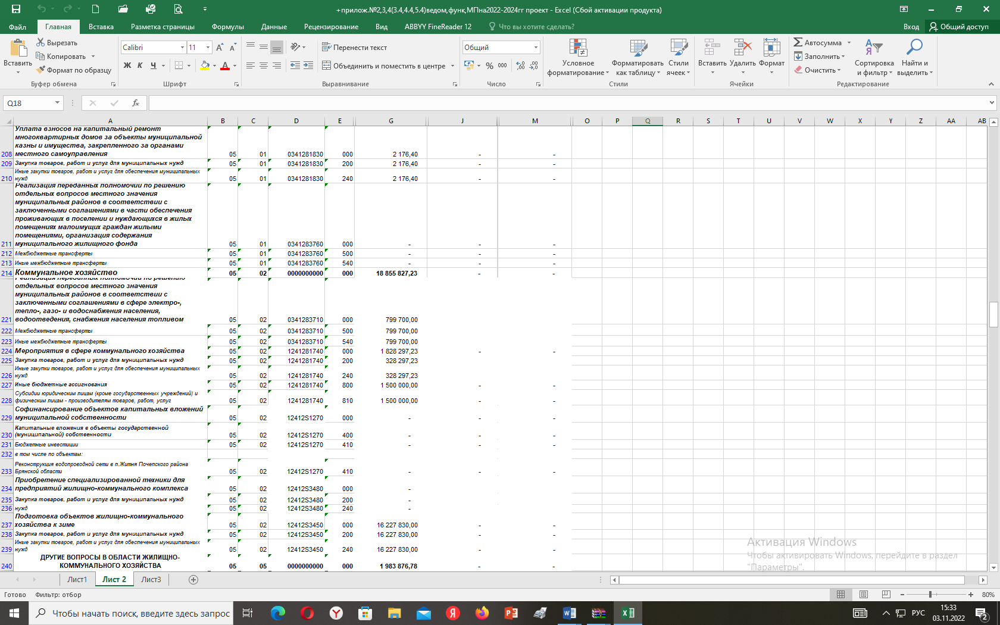 +прилож.№2,3,4(3.4,4.4,5.4)ведом,функ,МПна2022-2024гг проект - Excel (Сбой активации продукта)
Файл Главная Вставка Разметка страницы Формулы Данные Рецензирование Вид ABBYY FineReader 12 Что вы хотите сделать? Вход Общий доступ
Вставить
Вырезать
Копировать
Формат по образцу
Буфер обмена
Calibri 11
Ж К Ч А
Шрифт
Перенести текст
Объединить и поместить в центре
Выравнивание
Общий
% 000
Число
Условное форматирование
Форматировать как таблицу
Стили ячеек
Стили
Вставить Удалить Формат
Ячейки
Автосумма
Заполнить
Очистить
Сортировка и фильтр
Найти и выделить
Редактирование
Q18 fx
A B C D E G J M O P Q R S T U V W X Y Z AA AB
Уплата взносов на капитальный ремонт
многоквартирных домов за объекты муниципальной
казны и имущества, закрепленного за органами
208 местного самоуправления 05 01 0341281830 000 2 176,40 - -
209 Закупка товаров, работ и услуг для муниципальных нужд 05 01 0341281830 200 2 176,40 - -
Иные закупки товаров, работ и услуг для обеспечения муниципальных
210 нужд 05 01 0341281830 240 2 176,40 - -
Реализация переданных полномочий по решению
отдельных вопросов местного значения
муниципальных районов в соответствии с
заключенными соглашениями в части обеспечения
проживающих в поселении и нуждающихся в жилых
помещениях малоимущих граждан жилыми
помещениями, организация содержания
211 муниципального жилищного фонда 05 01 0341283760 000 - - -
212 Межбюджетные трансферты 05 01 0341283760 500 - - -
213 Иные межбюджетные трансферты 05 01 0341283760 540 - - -
214 Коммунальное хозяйство 05 02 0000000000 000 18 855 827,23 - -
Реализация переданных полномочий по решению
отдельных вопросов местного значения
муниципальных районов в соответствии с
заключенными соглашениями в сфере электро-,
тепло-, газо- и водоснабжения населения,
221 водоотведения, снабжения населения топливом 05 02 0341283710 000 799 700,00
222 Межбюджетные трансферты 05 02 0341283710 500 799 700,00
223 Иные межбюджетные трансферты 05 02 0341283710 540 799 700,00
224 Мероприятия в сфере коммунального хозяйства 05 02 1241281740 000 1 828 297,23 - -
225 Закупка товаров, работ и услуг для муниципальных нужд 05 02 1241281740 200 328 297,23
Иные закупки товаров, работ и услуг для обеспечения муниципальных
226 нужд 05 02 1241281740 240 328 297,23
227 Иные бюджетные ассигнования 05 02 1241281740 800 1 500 000,00 - -
Субсидии юридическим лицам (кроме государственных учреждений) и
228 физическим лицам - производителям товаров, работ, услуг 05 02 1241281740 810 1 500 000,00 - -
Софинансирование объектов капитальных вложений
229 муниципальной собственности 05 02 12412S1270 000 - - -
Капитальные вложения в объекты государственной
230 (муниципальной) собственности 05 02 12412S1270 400 - - -
231 Бюджетные инвестиции 05 02 12412S1270 410 - - -
232 в том числе по объектам:
Реконструкция водопроводной сети в п.Житня Почепского района
233 Брянской области 05 02 12412S1270 410 - - -
Приобретение специализированной техники для
234 предприятий жилищно-коммунального комплекса 05 02 12412S3480 000 -
235 Закупка товаров, работ и услуг для муниципальных нужд 05 02 12412S3480 200 -
236 нужд 05 02 12412S3480 240 -
Подготовка объектов жилищно-коммунального
237 хозяйства к зиме 05 02 12412S3450 000 16 227 830,00 - -
238 Закупка товаров, работ и услуг для муниципальных нужд 05 02 12412S3450 200 16 227 830,00 - -
Иные закупки товаров, работ и услуг для обеспечения муниципальных
239 нужд 05 02 12412S3450 240 16 227 830,00 - -
ДРУГИЕ ВОПРОСЫ В ОБЛАСТИ ЖИЛИЩНО-
240 КОММУНАЛЬНОГО ХОЗЯЙСТВА 05 05 0000000000 000 1 983 876,78 - -
Активация Windows
Чтобы активировать Windows, перейдите в раздел
"Параметры".
Лист1 Лист 2 Лист3
Готово Фильтр: отбор 80%
Чтобы начать поиск, введите здесь запрос
РУС
15:33
03.11.2022
2